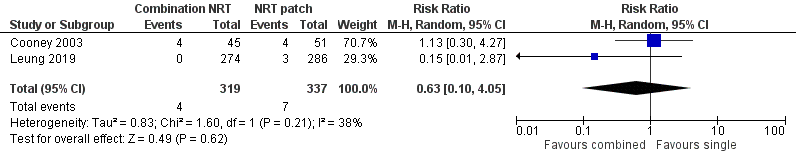 Combination NRT NRT patch Risk Ratio Risk Ratio
Study or Subgroup Events Total Events Total Weight M-H, Random, 95% CI M-H, Random, 95% CI
Cooney 2003 4 45 4 51 70.7% 1.13 [0.30, 4.27]
Leung 2019 0 274 3 286 29.3% 0.15 [0.01, 2.87]
Total (95% CI) 319 337 100.0% 0.63 [0.10, 4.05]
Total events 4 7
Heterogeneity: Tau² = 0.83; Chi² = 1.60, df = 1 (P = 0.21); I² = 38%
Test for overall effect: Z = 0.49 (P = 0.62)
0.01 0.1 1 10 100
Favours combined Favours single